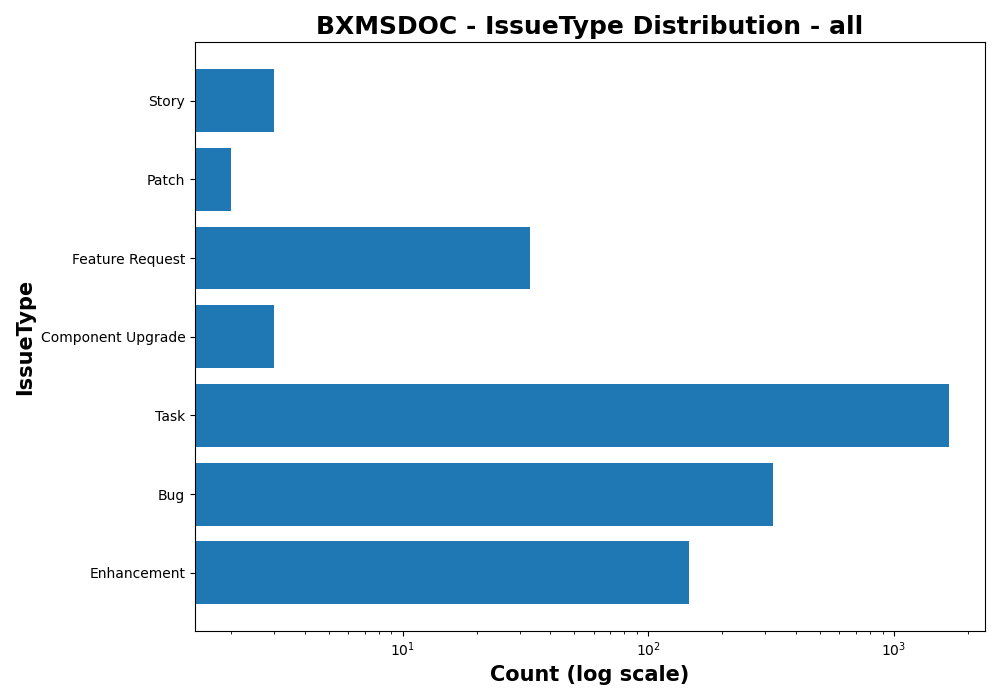 BXMSDOC - IssueType Distribution - all
IssueType
Story
Patch
Feature Request
Component Upgrade
Task
Bug
Enhancement
10¹ 10² 10³
Count (log scale)